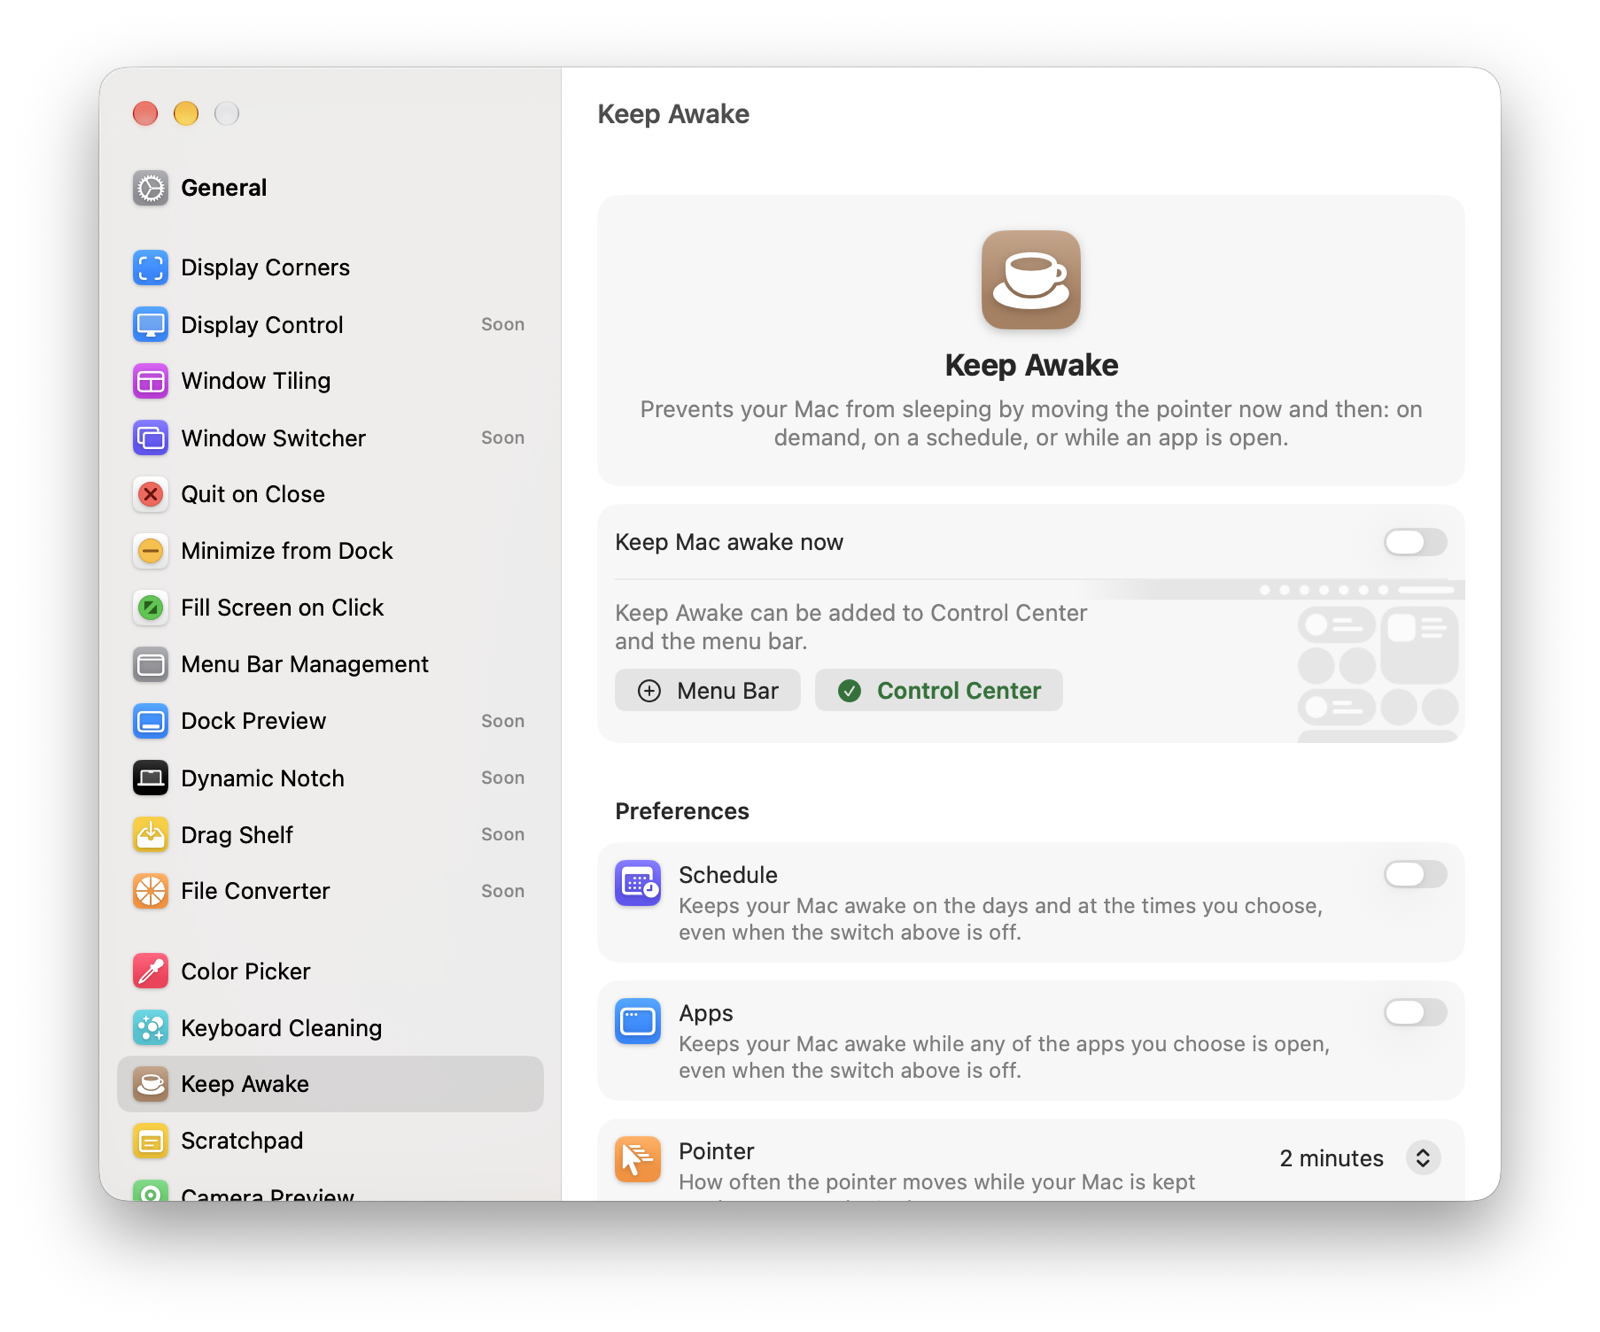 Keep Awake
General
Display Corners
Display Control Soon
Window Tiling
Window Switcher Soon
Quit on Close
Minimize from Dock
Fill Screen on Click
Menu Bar Management
Dock Preview Soon
Dynamic Notch Soon
Drag Shelf Soon
File Converter Soon
Color Picker
Keyboard Cleaning
Keep Awake
Scratchpad
Camera Preview
Keep Awake
Prevents your Mac from sleeping by moving the pointer now and then: on
demand, on a schedule, or while an app is open.
Keep Mac awake now
Keep Awake can be added to Control Center
and the menu bar.
Menu Bar Control Center
Preferences
Schedule
Keeps your Mac awake on the days and at the times you choose,
even when the switch above is off.
Apps
Keeps your Mac awake while any of the apps you choose is open,
even when the switch above is off.
Pointer 2 minutes
How often the pointer moves while your Mac is kept